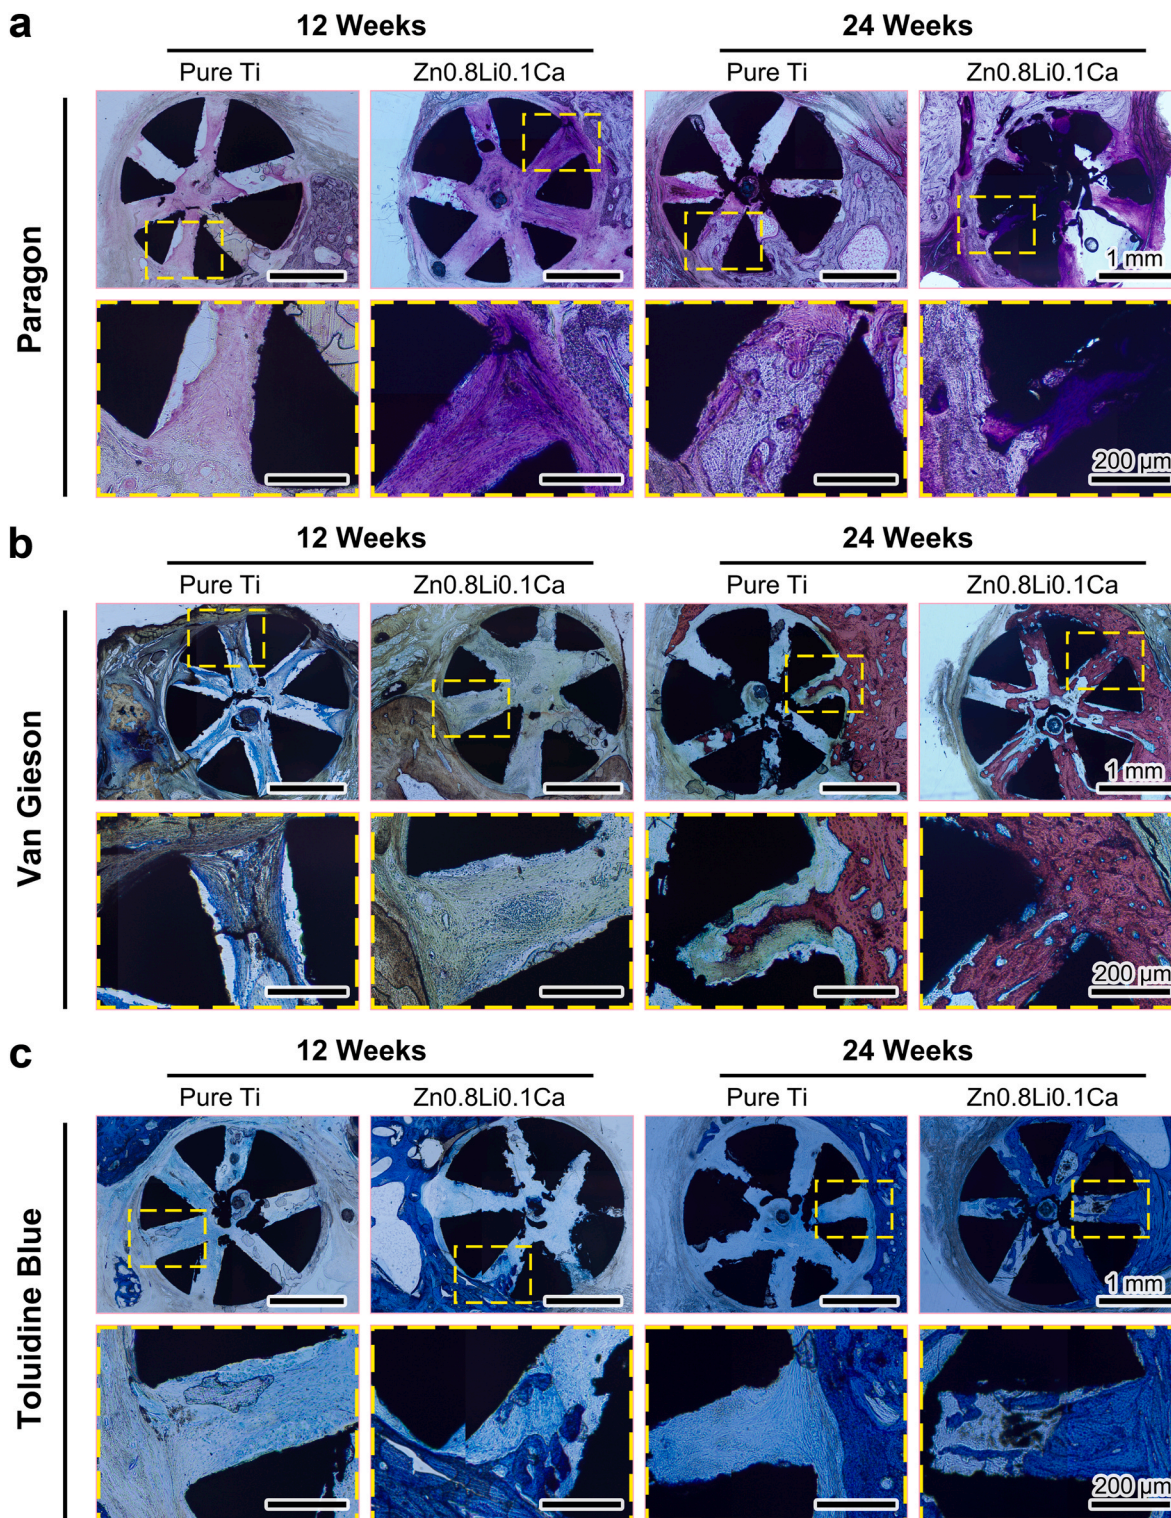 a
12 Weeks 24 Weeks
Pure Ti Zn0.8Li0.1Ca Pure Ti Zn0.8Li0.1Ca
Paragon
1 mm
200 µm
b
12 Weeks 24 Weeks
Pure Ti Zn0.8Li0.1Ca Pure Ti Zn0.8Li0.1Ca
Van Gieson
1 mm
200 µm
c
12 Weeks 24 Weeks
Pure Ti Zn0.8Li0.1Ca Pure Ti Zn0.8Li0.1Ca
Toluidine Blue
1 mm
200 µm